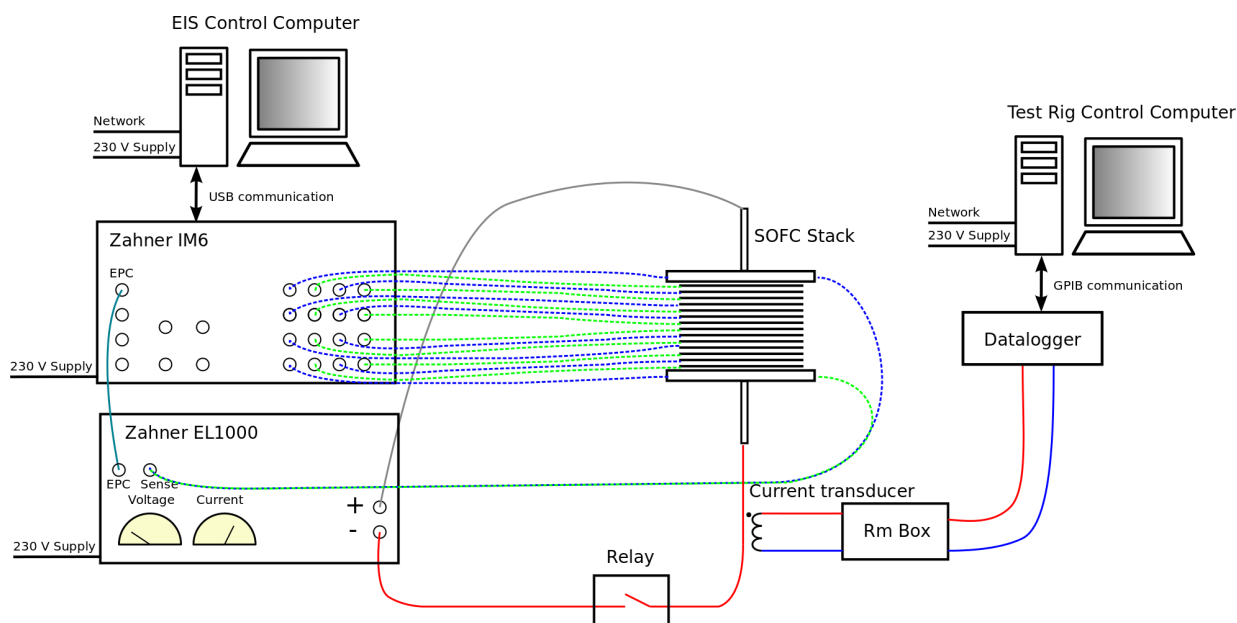 EIS Control Computer
Network
230 V Supply
USB communication
Test Rig Control Computer
Network
230 V Supply
GPIB communication
Zahner IM6
EPC
230 V Supply
SOFC Stack
Datalogger
Zahner EL1000
EPC
Sense
Voltage
Current
+
-
230 V Supply
Current transducer
Rm Box
Relay